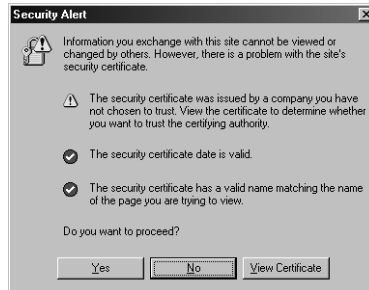 Security Alert
Information you exchange with this site cannot be viewed or
changed by others. However, there is a problem with the site's
security certificate.
The security certificate was issued by a company you have
not chosen to trust. View the certificate to determine whether
you want to trust the certifying authority.
The security certificate date is valid.
The security certificate has a valid name matching the name
of the page you are trying to view.
Do you want to proceed?
Yes No View Certificate